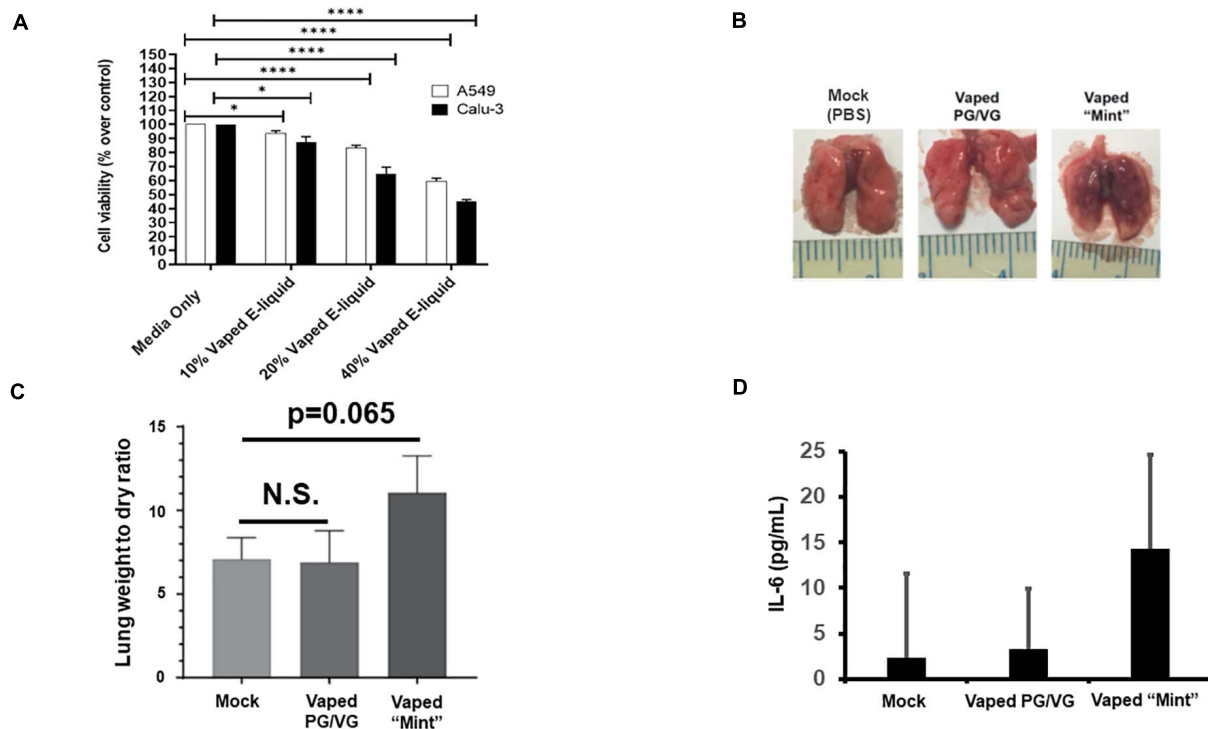 A
****
****
****
****
*
*
150
140
130
120
110
100
90
80
70
60
50
40
30
20
10
0
Cell viability (% over control)
A549
Calu-3
Media Only
10% Vaped E-liquid
20% Vaped E-liquid
40% Vaped E-liquid
B
Mock
(PBS)
Vaped
PG/VG
Vaped
“Mint”
C
p=0.065
N.S.
15
10
5
0
Lung weight to dry ratio
Mock
Vaped
PG/VG
Vaped
“Mint”
D
25
20
15
10
5
0
IL-6 (pg/mL)
Mock
Vaped PG/VG
Vaped “Mint”